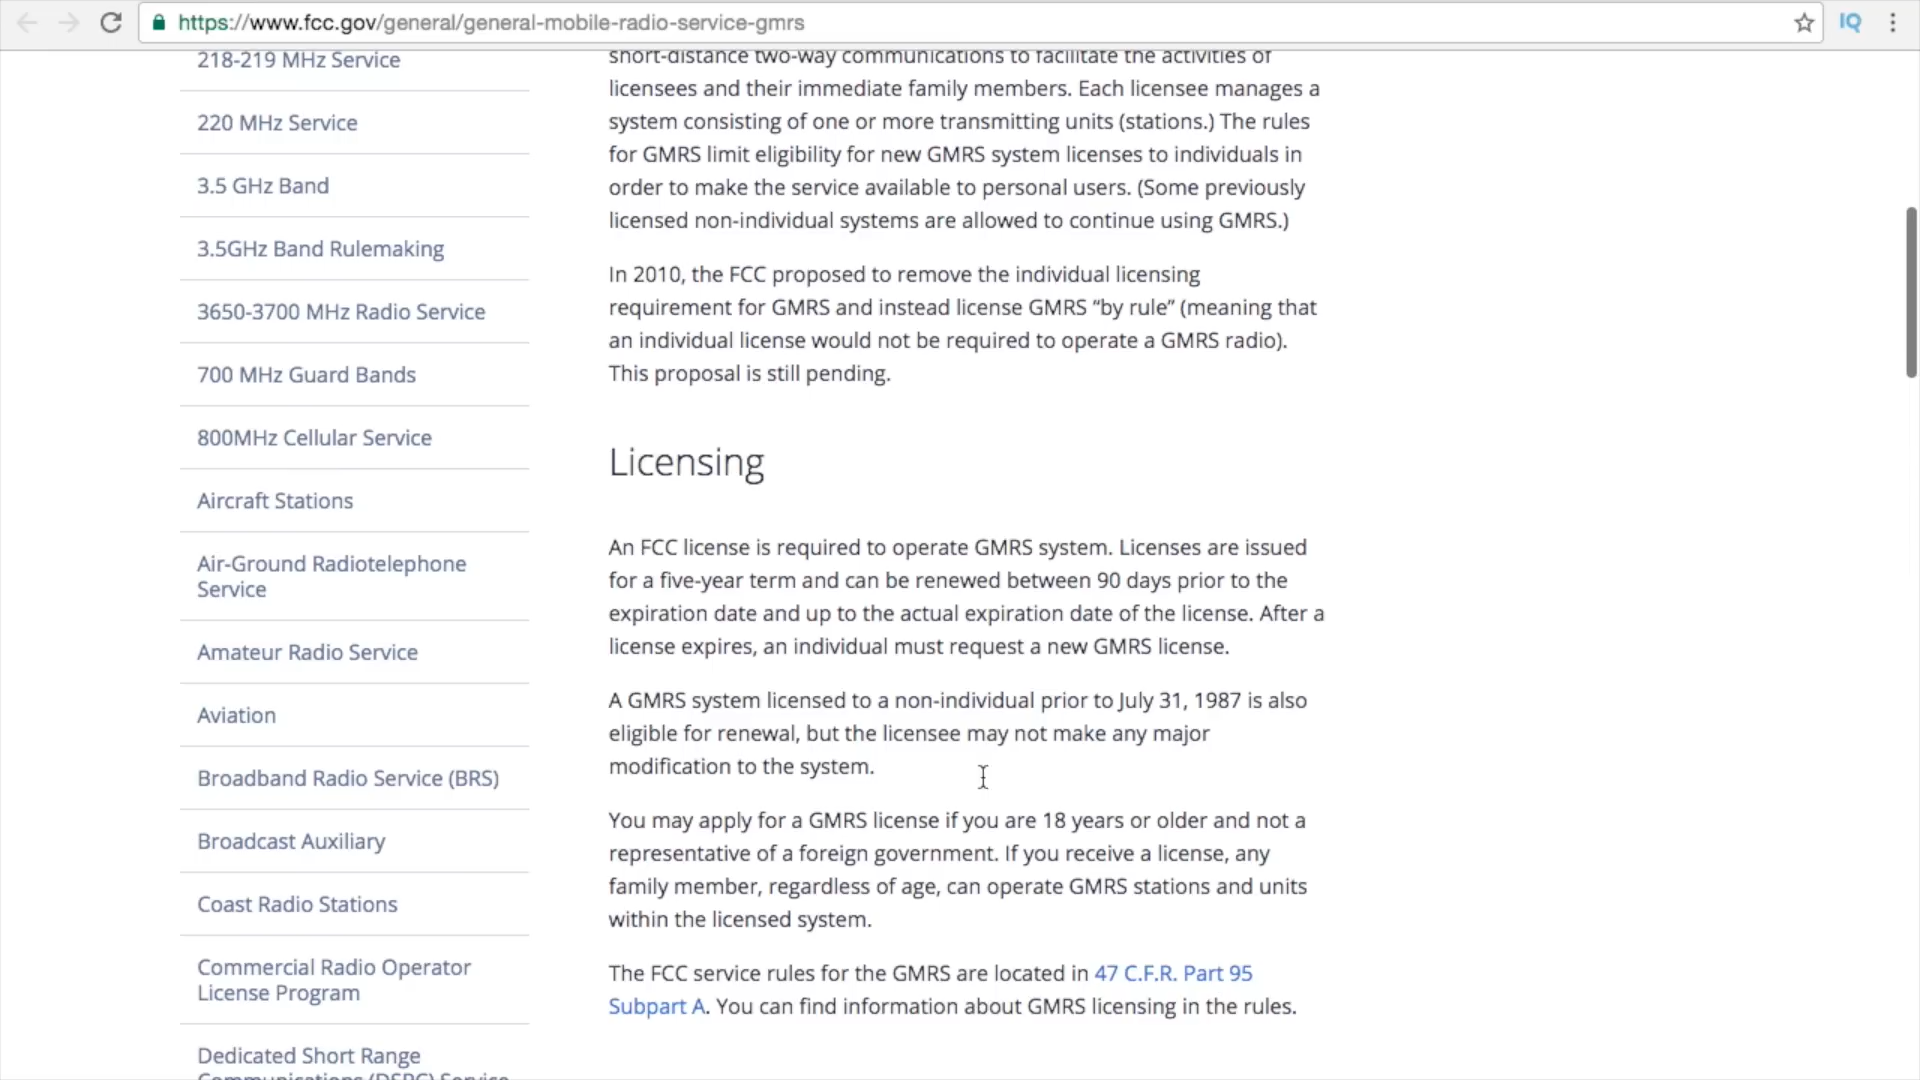 https://www.fcc.gov/general/general-mobile-radio-service-gmrs
IQ
218-219 MHz Service
220 MHz Service
3.5 GHz Band
3.5GHz Band Rulemaking
3650-3700 MHz Radio Service
700 MHz Guard Bands
800MHz Cellular Service
Aircraft Stations
Air-Ground Radiotelephone
Service
Amateur Radio Service
Aviation
Broadband Radio Service (BRS)
Broadcast Auxiliary
Coast Radio Stations
Commercial Radio Operator
License Program
Dedicated Short Range
Communications (DSRC) Service
short-distance two-way communications to facilitate the activities of
licensees and their immediate family members. Each licensee manages a
system consisting of one or more transmitting units (stations.) The rules
for GMRS limit eligibility for new GMRS system licenses to individuals in
order to make the service available to personal users. (Some previously
licensed non-individual systems are allowed to continue using GMRS.)
In 2010, the FCC proposed to remove the individual licensing
requirement for GMRS and instead license GMRS “by rule” (meaning that
an individual license would not be required to operate a GMRS radio).
This proposal is still pending.
Licensing
An FCC license is required to operate GMRS system. Licenses are issued
for a five-year term and can be renewed between 90 days prior to the
expiration date and up to the actual expiration date of the license. After a
license expires, an individual must request a new GMRS license.
A GMRS system licensed to a non-individual prior to July 31, 1987 is also
eligible for renewal, but the licensee may not make any major
modification to the system.
You may apply for a GMRS license if you are 18 years or older and not a
representative of a foreign government. If you receive a license, any
family member, regardless of age, can operate GMRS stations and units
within the licensed system.
The FCC service rules for the GMRS are located in 47 C.F.R. Part 95
Subpart A. You can find information about GMRS licensing in the rules.